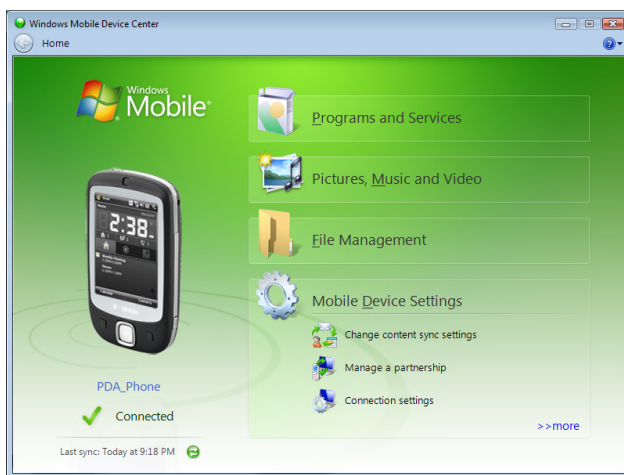 Windows Mobile Device Center
Home
Windows
Mobile
Programs and Services
Pictures, Music and Video
File Management
Mobile Device Settings
Change content sync settings
Manage a partnership
Connection settings
>>more
2:38
PDA_Phone
Connected
Last sync: Today at 9:18 PM